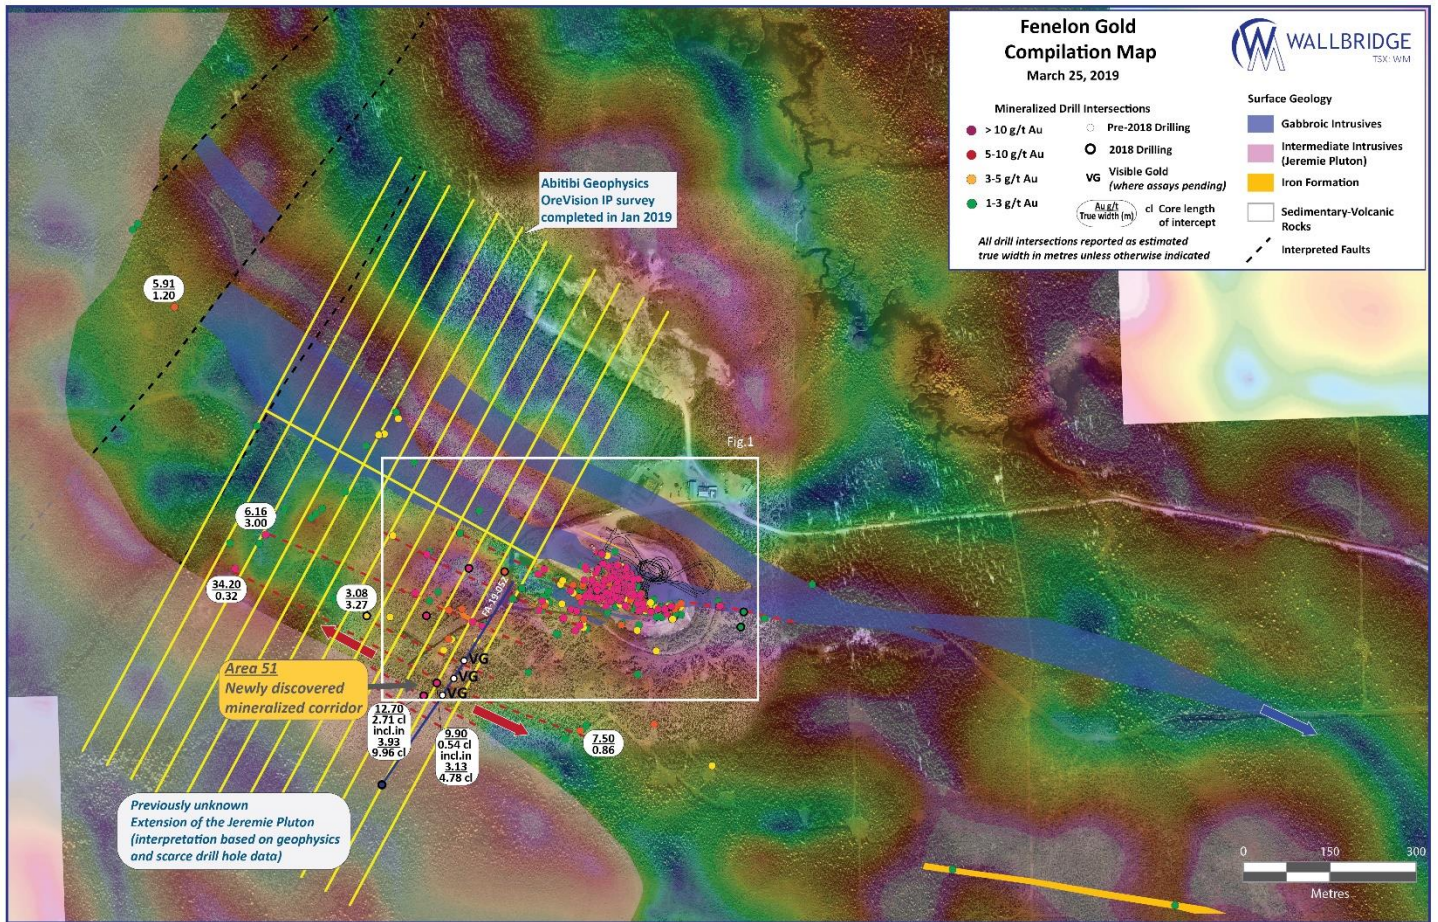 Fenelon Gold
Compilation Map
March 25, 2019
WALLBRIDGE
TSX: WM
Mineralized Drill Intersections
> 10 g/t Au
5-10 g/t Au
3-5 g/t Au
1-3 g/t Au
Pre-2018 Drilling
2018 Drilling
VG Visible Gold
(where assays pending)
Au g/t
True width (m)
cl Core length
of intercept
All drill intersections reported as estimated
true width in metres unless otherwise indicated
Surface Geology
Gabbroic Intrusives
Intermediate Intrusives
(Jeremie Pluton)
Iron Formation
Sedimentary-Volcanic
Rocks
Interpreted Faults
Abitibi Geophysics
OreVision IP survey
completed in Jan 2019
5.91
1.20
Fig.1
6.16
3.00
34.20
0.32
3.08
3.27
FA-19-052
VG
VG
VG
Area 51
Newly discovered
mineralized corridor
12.70
2.71 cl
incl.in
3.93
9.96 cl
9.90
0.54 cl
incl.in
3.13
4.78 cl
7.50
0.86
Previously unknown
Extension of the Jeremie Pluton
(interpretation based on geophysics
and scarce drill hole data)
0 150 300
Metres